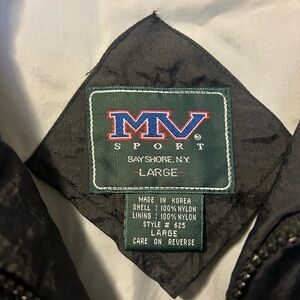 MV®
SPORT
BAYSHORE, N.Y.
-LARGE-
MADE IN KOREA
SHELL : 100% NYLON
LINING : 100% NYLON
STYLE # 625
LARGE
CARE ON REVERSE